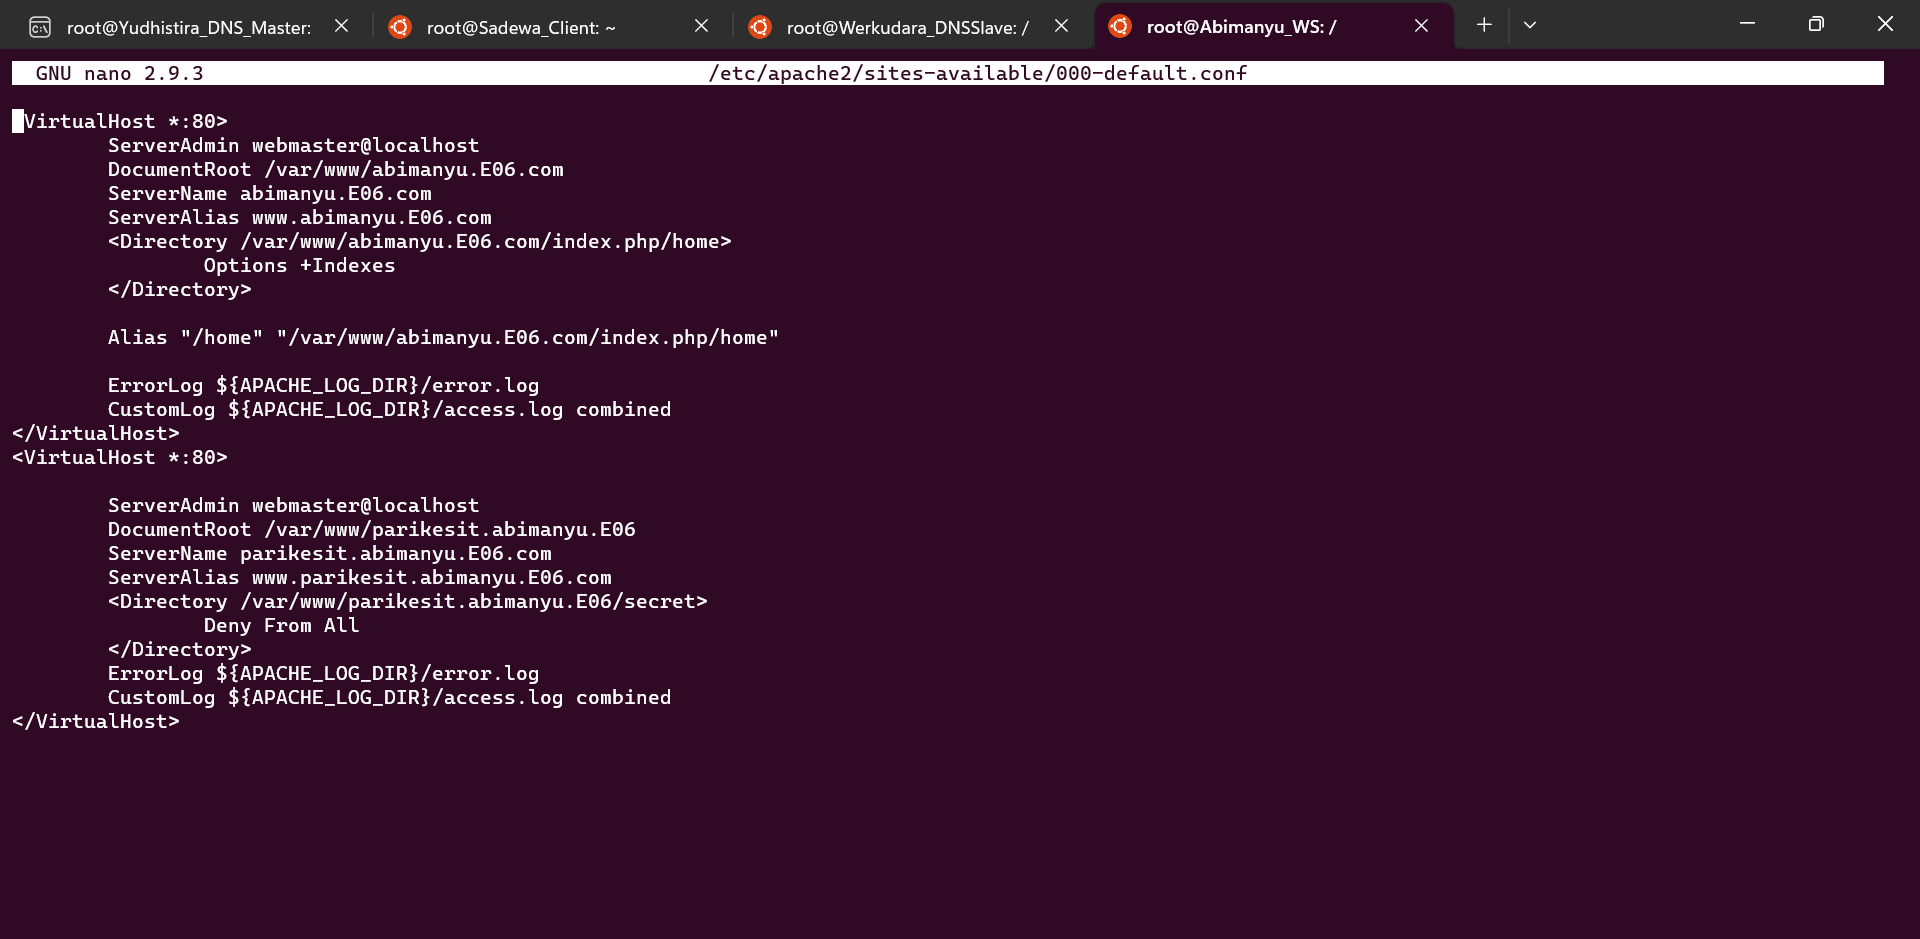 root@Yudhistira_DNS_Master: root@Sadewa_Client: ~ root@Werkudara_DNSSlave: / root@Abimanyu_WS: /
GNU nano 2.9.3 /etc/apache2/sites-available/000-default.conf
VirtualHost *:80>
ServerAdmin webmaster@localhost
DocumentRoot /var/www/abimanyu.E06.com
ServerName abimanyu.E06.com
ServerAlias www.abimanyu.E06.com
<Directory /var/www/abimanyu.E06.com/index.php/home>
Options +Indexes
</Directory>
Alias "/home" "/var/www/abimanyu.E06.com/index.php/home"
ErrorLog ${APACHE_LOG_DIR}/error.log
CustomLog ${APACHE_LOG_DIR}/access.log combined
</VirtualHost>
<VirtualHost *:80>
ServerAdmin webmaster@localhost
DocumentRoot /var/www/parikesit.abimanyu.E06
ServerName parikesit.abimanyu.E06.com
ServerAlias www.parikesit.abimanyu.E06.com
<Directory /var/www/parikesit.abimanyu.E06/secret>
Deny From All
</Directory>
ErrorLog ${APACHE_LOG_DIR}/error.log
CustomLog ${APACHE_LOG_DIR}/access.log combined
</VirtualHost>